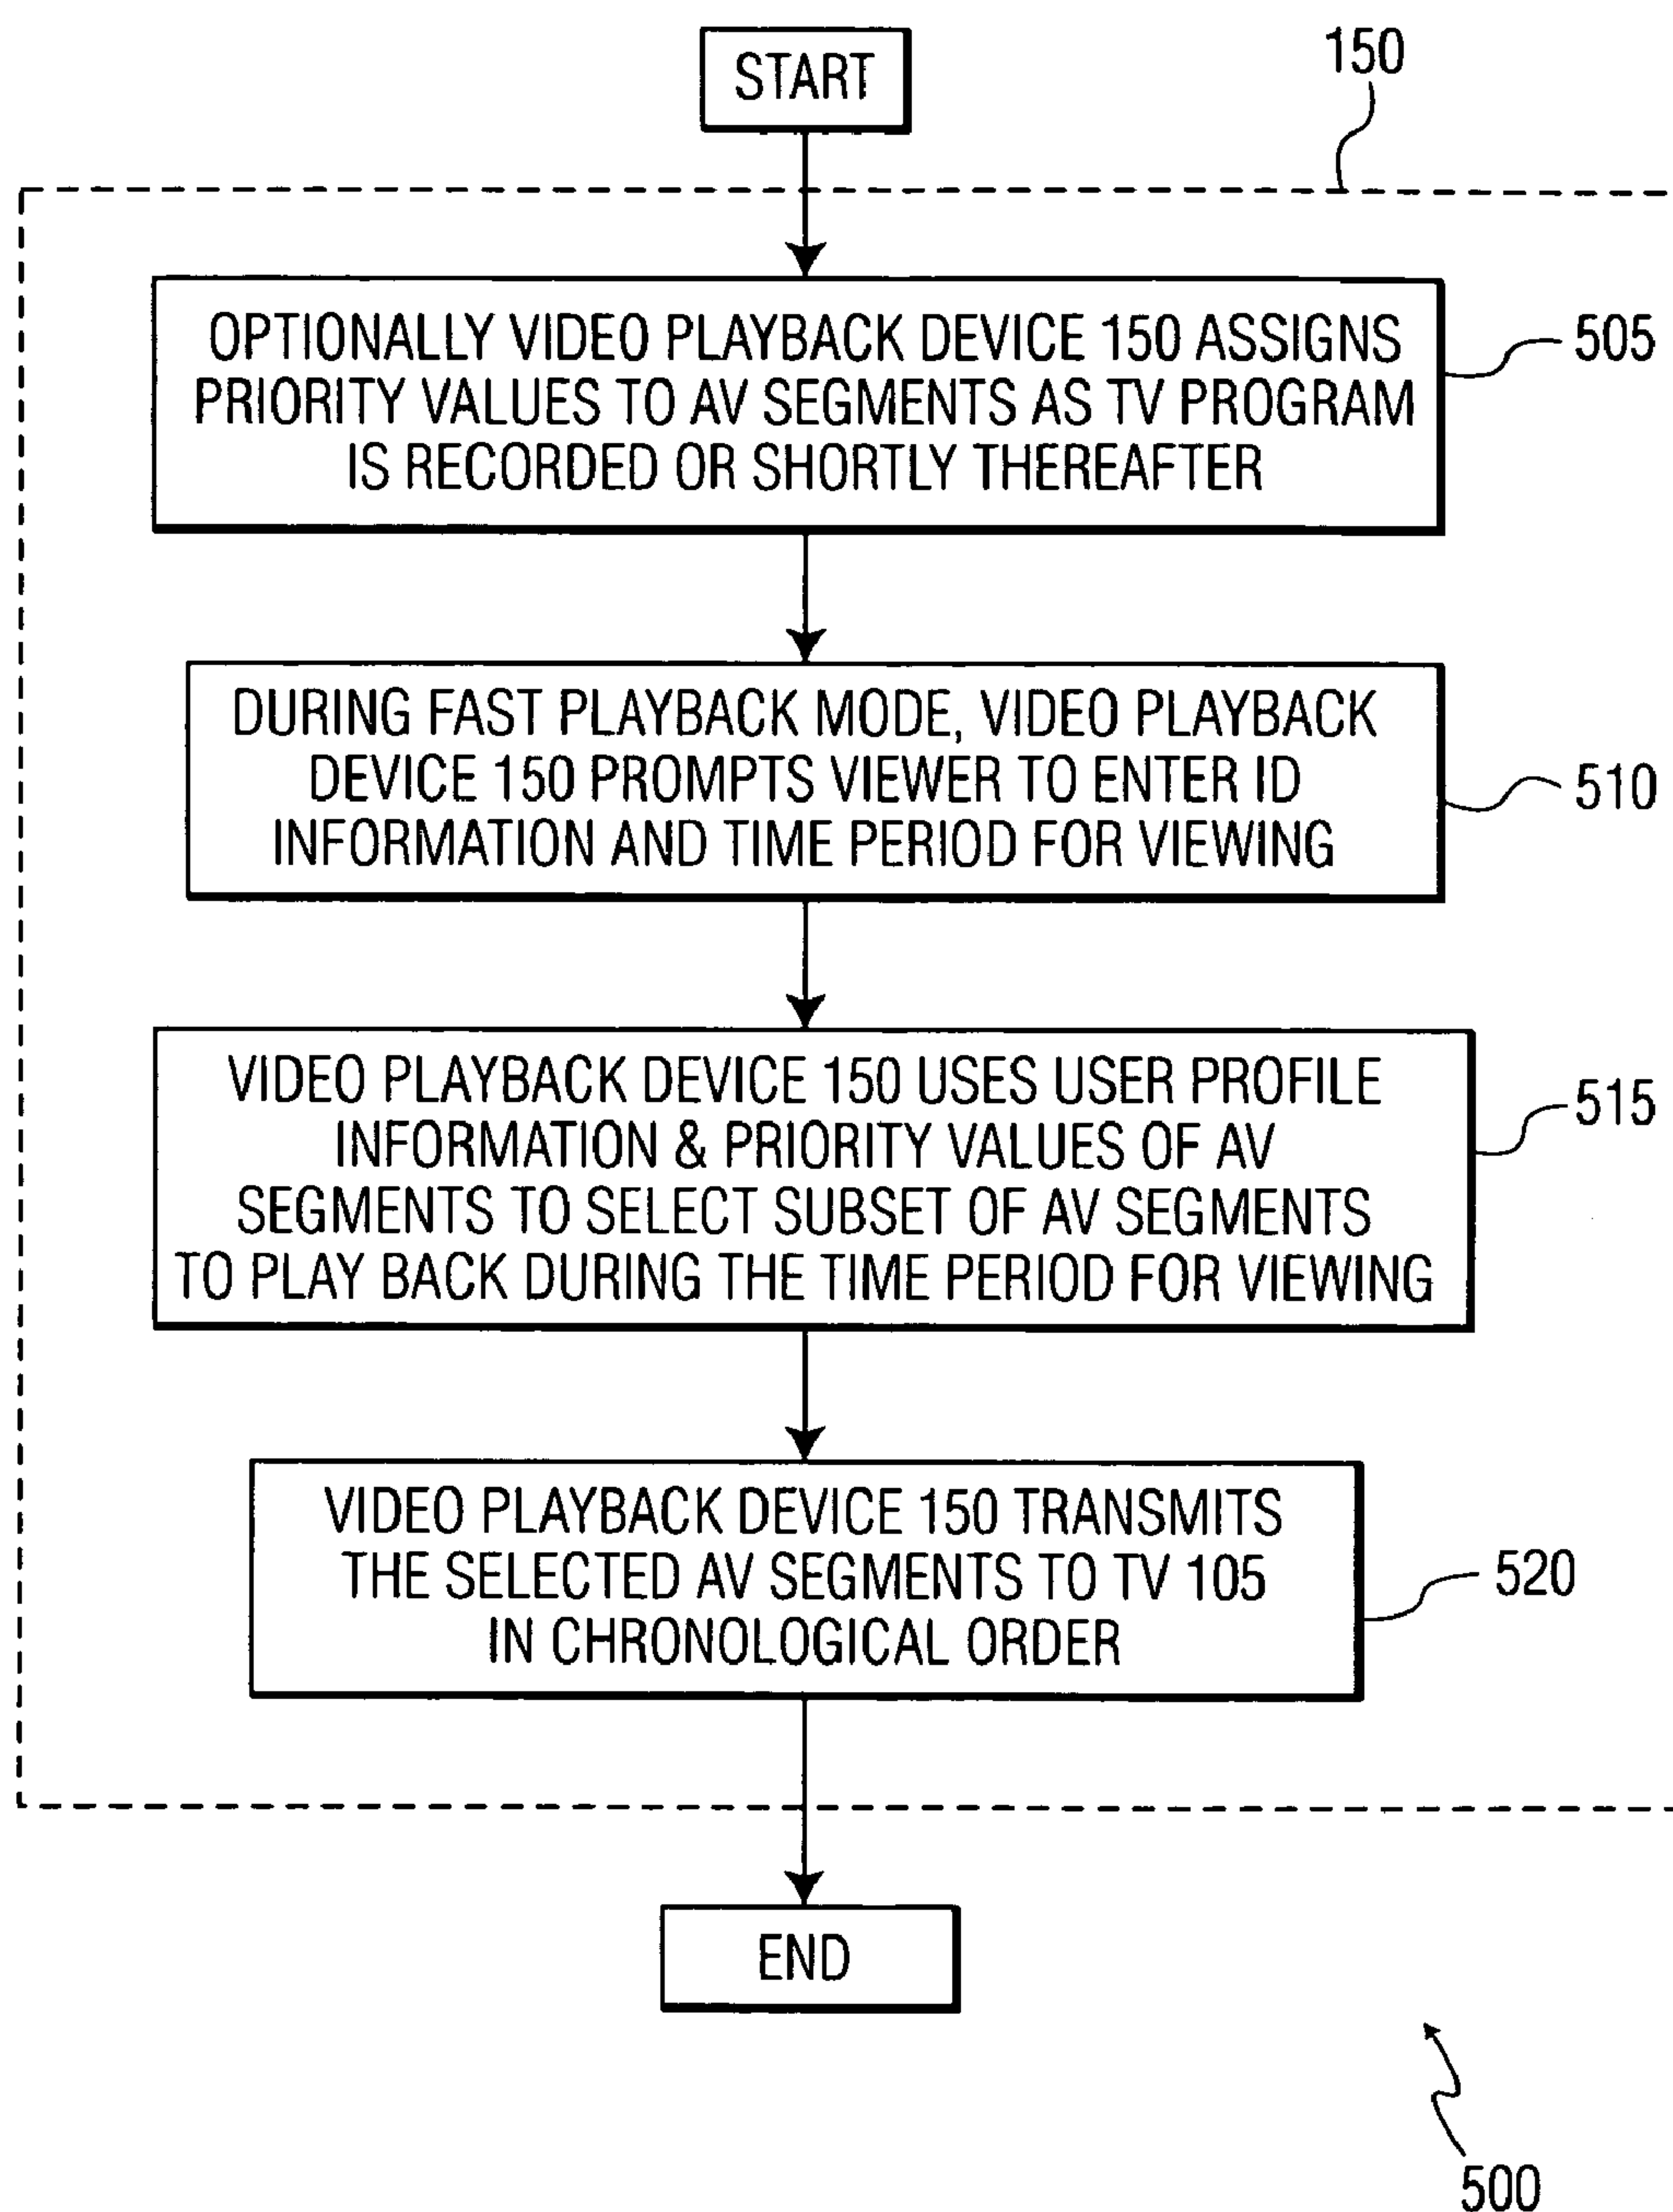 START
150
OPTIONALLY VIDEO PLAYBACK DEVICE 150 ASSIGNS
PRIORITY VALUES TO AV SEGMENTS AS TV PROGRAM
IS RECORDED OR SHORTLY THEREAFTER
505
DURING FAST PLAYBACK MODE, VIDEO PLAYBACK
DEVICE 150 PROMPTS VIEWER TO ENTER ID
INFORMATION AND TIME PERIOD FOR VIEWING
510
VIDEO PLAYBACK DEVICE 150 USES USER PROFILE
INFORMATION & PRIORITY VALUES OF AV
SEGMENTS TO SELECT SUBSET OF AV SEGMENTS
TO PLAY BACK DURING THE TIME PERIOD FOR VIEWING
515
VIDEO PLAYBACK DEVICE 150 TRANSMITS
THE SELECTED AV SEGMENTS TO TV 105
IN CHRONOLOGICAL ORDER
520
END
500